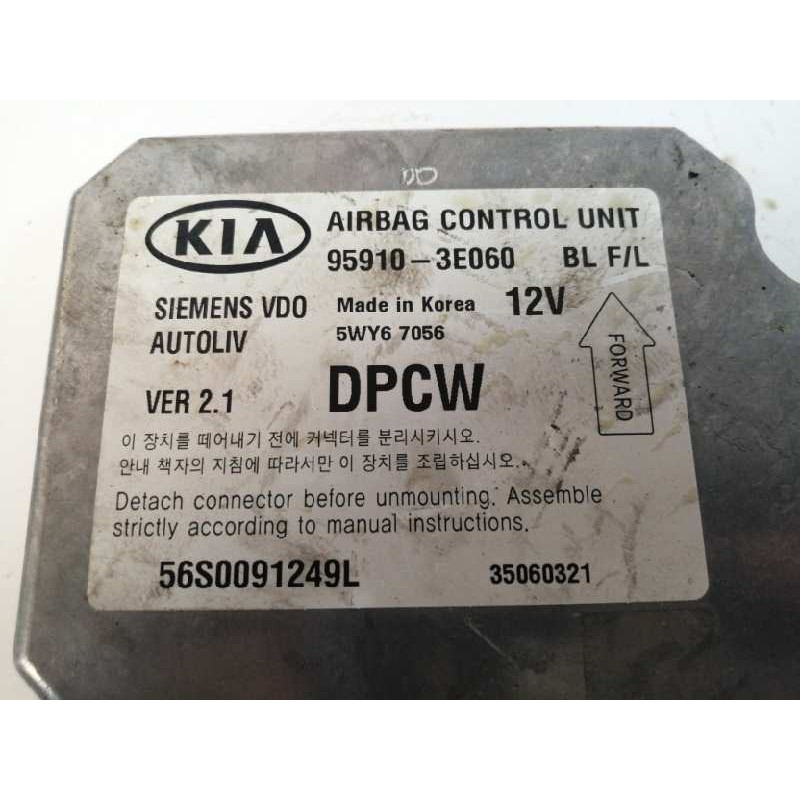 KIA AIRBAG CONTROL UNIT
95910-3E060 BL F/L
SIEMENS VDO Made in Korea 12V
AUTOLIV 5WY6 7056
VER 2.1 DPCW
FORWARD
이 장치를 떼어내기 전에 커넥터를 분리시키시오.
안내 책자의 지침에 따라서만 이 장치를 조립하십시오.
Detach connector before unmounting. Assemble
strictly according to manual instructions.
56S0091249L 35060321